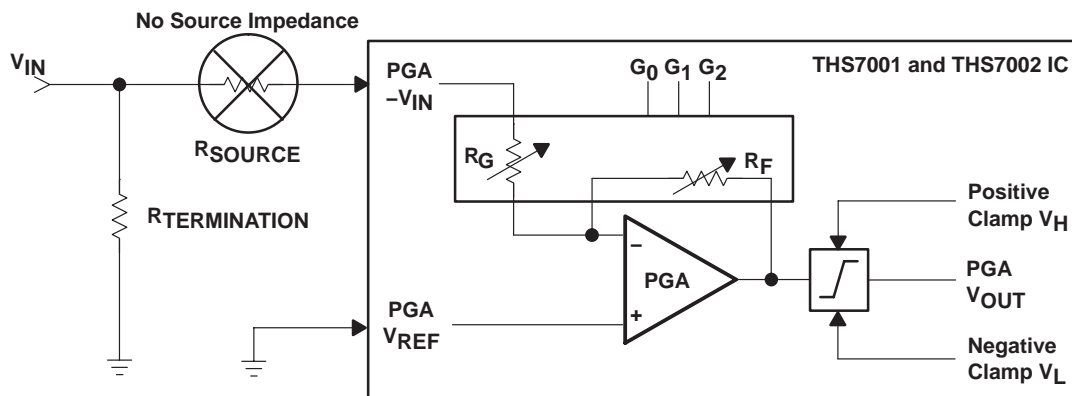 No Source Impedance
VIN
RSOURCE
RTERMINATION
PGA
–VIN
G0 G1 G2
THS7001 and THS7002 IC
RG
RF
−
PGA
+
PGA
VREF
Positive
Clamp VH
PGA
VOUT
Negative
Clamp VL